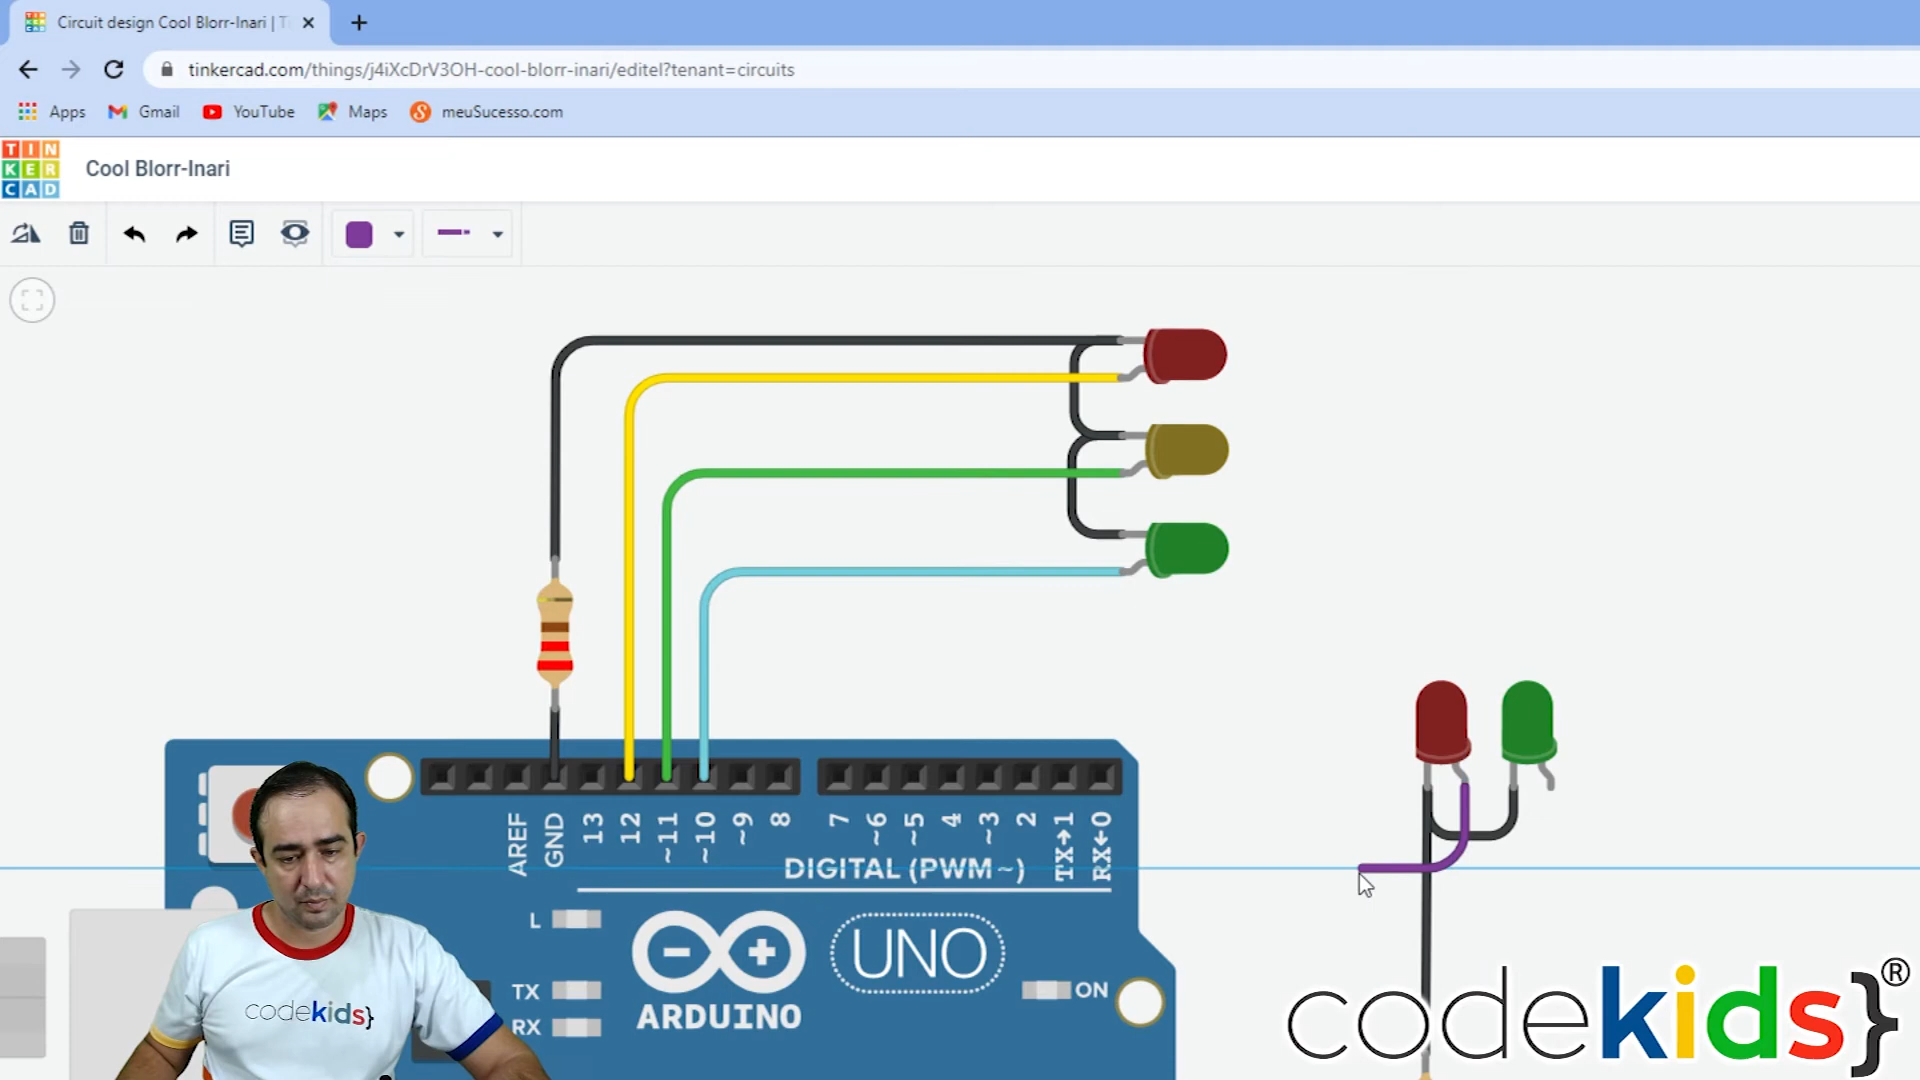 Circuit design Cool Blorr-Inari | T
tinkercad.com/things/j4iXcDrV3OH-cool-blorr-inari/editel?tenant=circuits
Apps Gmail YouTube Maps meuSucesso.com
TIN
KER
CAD
Cool Blorr-Inari
AREF GND 13 12 ~11 ~10 ~9 8 7 ~6 ~5 4 ~3 2 TX→1 RX←0
DIGITAL (PWM~)
L
UNO
TX
RX
ON
ARDUINO
codekids}
codekids}®